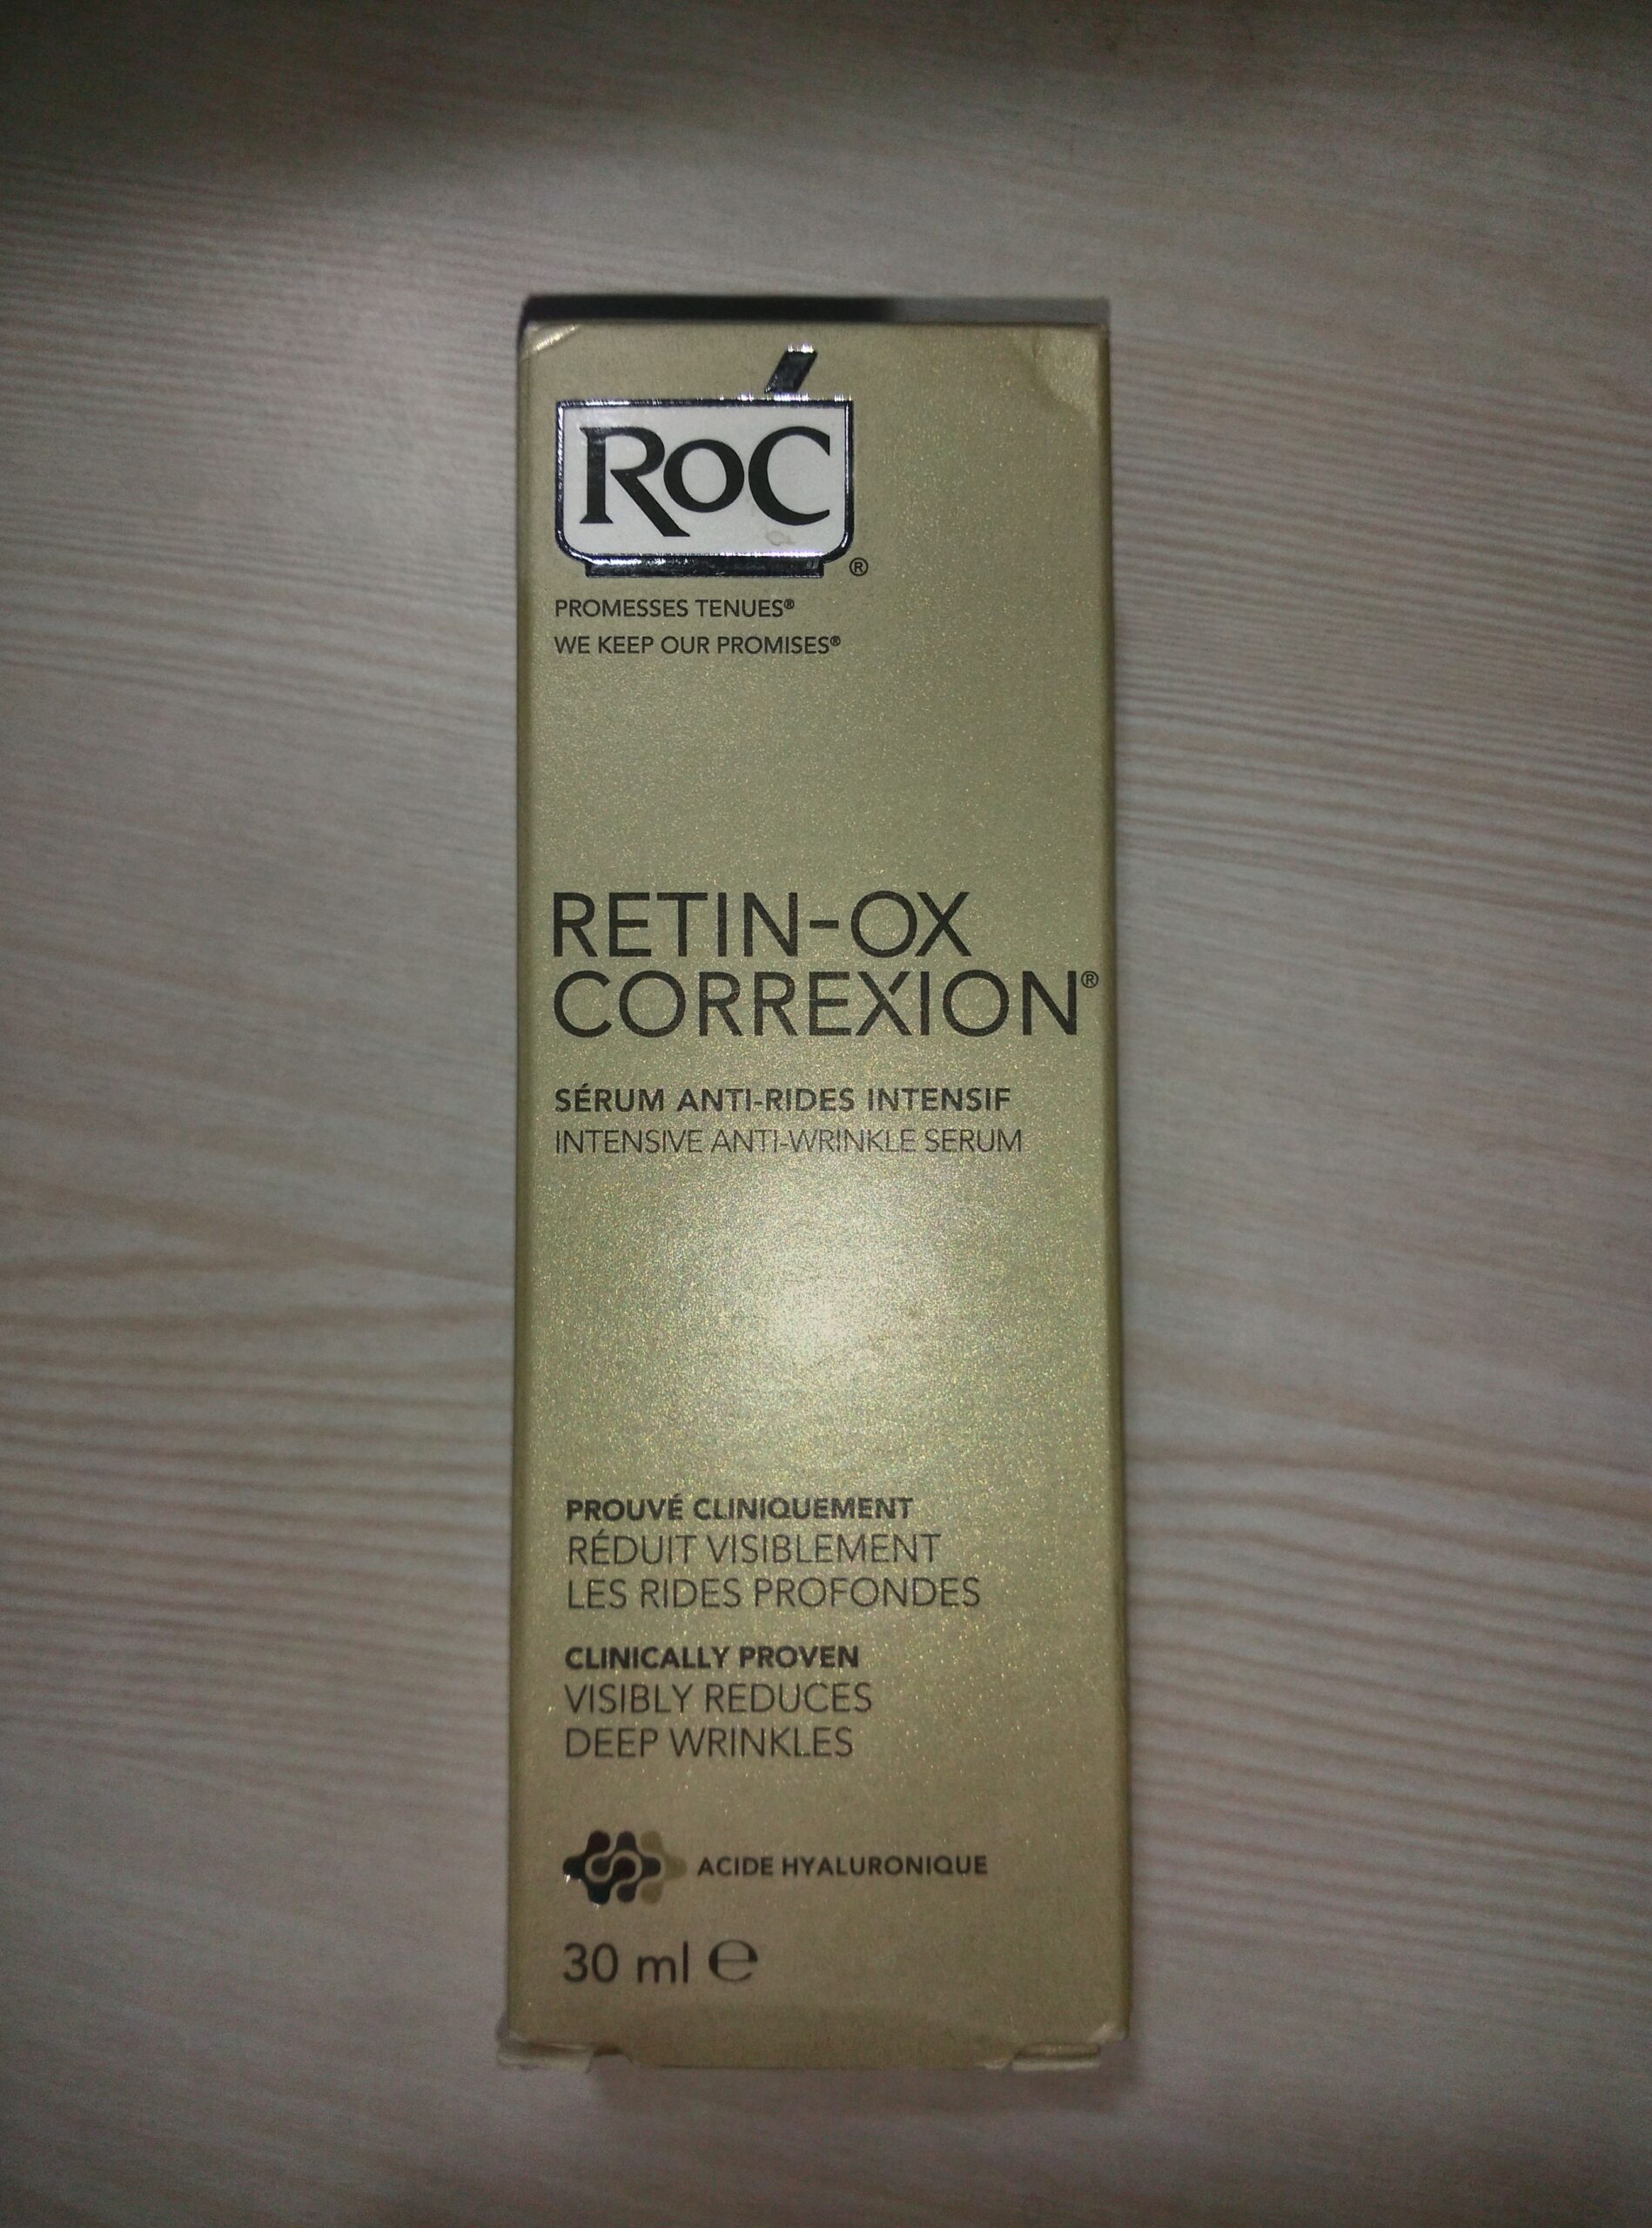 RoC®
PROMESSES TENUES®
WE KEEP OUR PROMISES®
RETIN-OX
CORREXION®
SÉRUM ANTI-RIDES INTENSIF
INTENSIVE ANTI-WRINKLE SERUM
PROUVÉ CLINIQUEMENT
RÉDUIT VISIBLEMENT
LES RIDES PROFONDES
CLINICALLY PROVEN
VISIBLY REDUCES
DEEP WRINKLES
ACIDE HYALURONIQUE
30 ml ℮